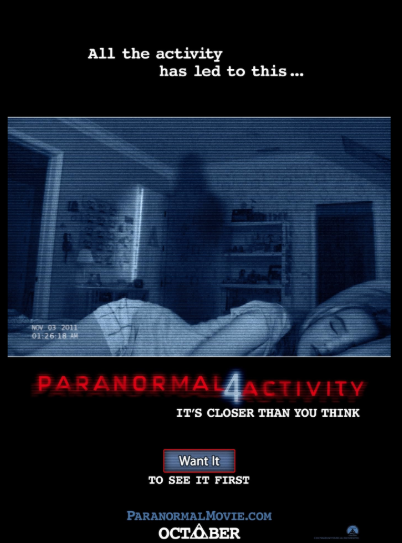 All the activity
has led to this...
NOV 03 2011
01:26:18 AM
PARANORMAL 4 ACTIVITY
IT'S CLOSER THAN YOU THINK
Want It
TO SEE IT FIRST
PARANORMALMOVIE.COM
OCTOBER